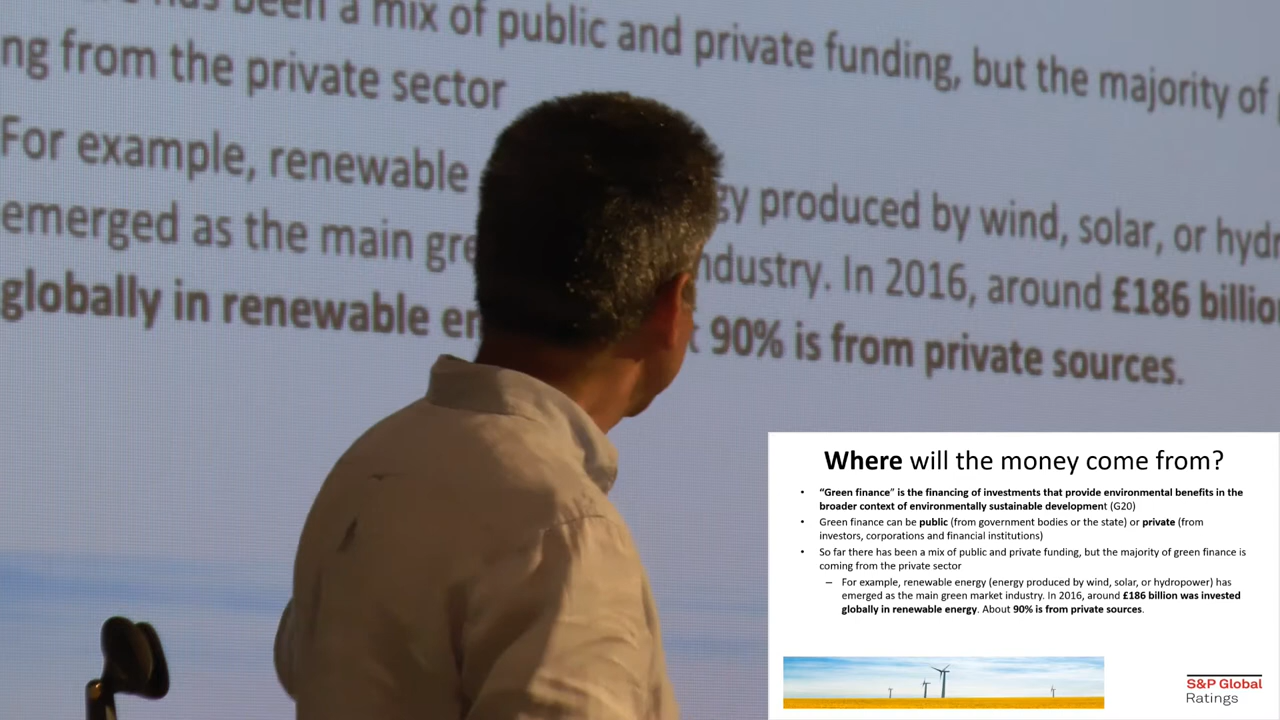 been a mix of public and private funding, but the majority of
ng from the private sector
For example, renewable gy produced by wind, solar, or hydr
emerged as the main gre ndustry. In 2016, around £186 billion
globally in renewable en 90% is from private sources.
Where will the money come from?
• “Green finance” is the financing of investments that provide environmental benefits in the
broader context of environmentally sustainable development (G20)
• Green finance can be public (from government bodies or the state) or private (from
investors, corporations and financial institutions)
• So far there has been a mix of public and private funding, but the majority of green finance is
coming from the private sector
– For example, renewable energy (energy produced by wind, solar, or hydropower) has
emerged as the main green market industry. In 2016, around £186 billion was invested
globally in renewable energy. About 90% is from private sources.
S&P Global
Ratings